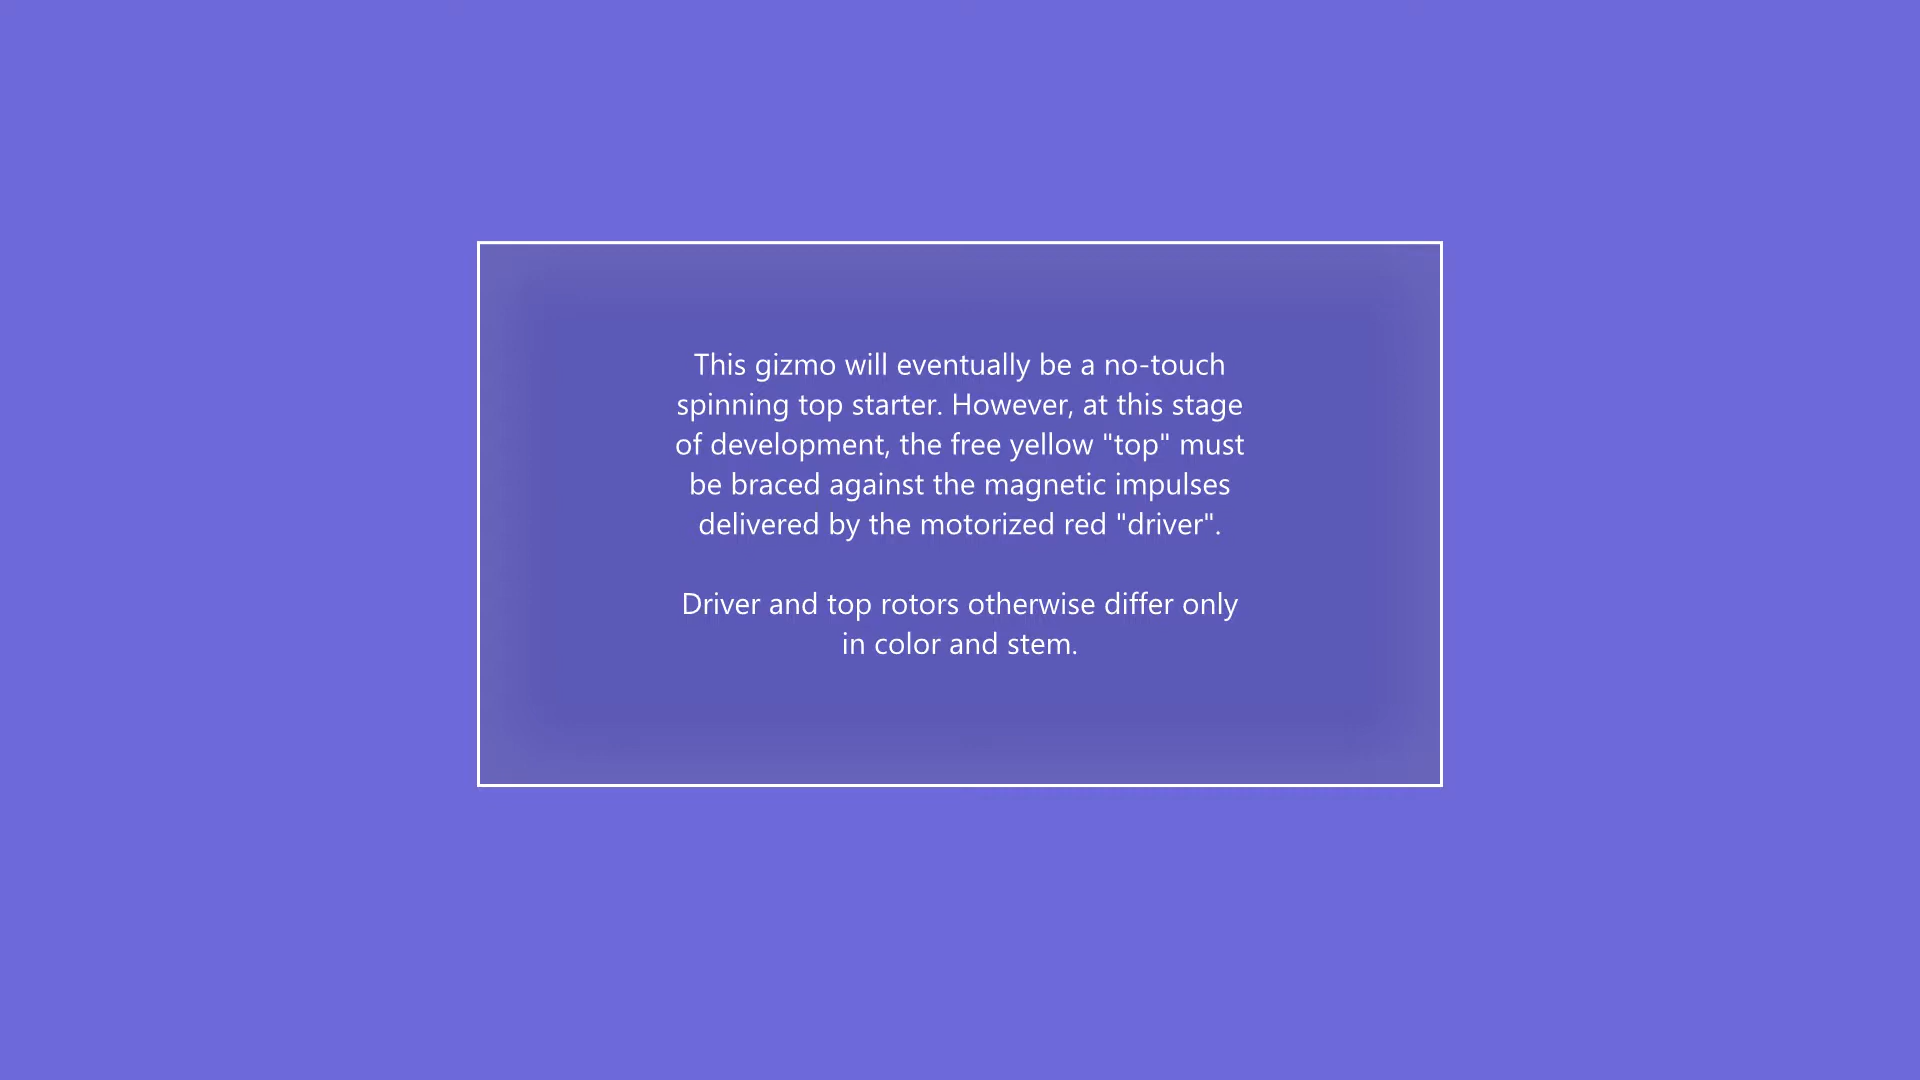 This gizmo will eventually be a no-touch
spinning top starter. However, at this stage
of development, the free yellow "top" must
be braced against the magnetic impulses
delivered by the motorized red "driver".
Driver and top rotors otherwise differ only
in color and stem.